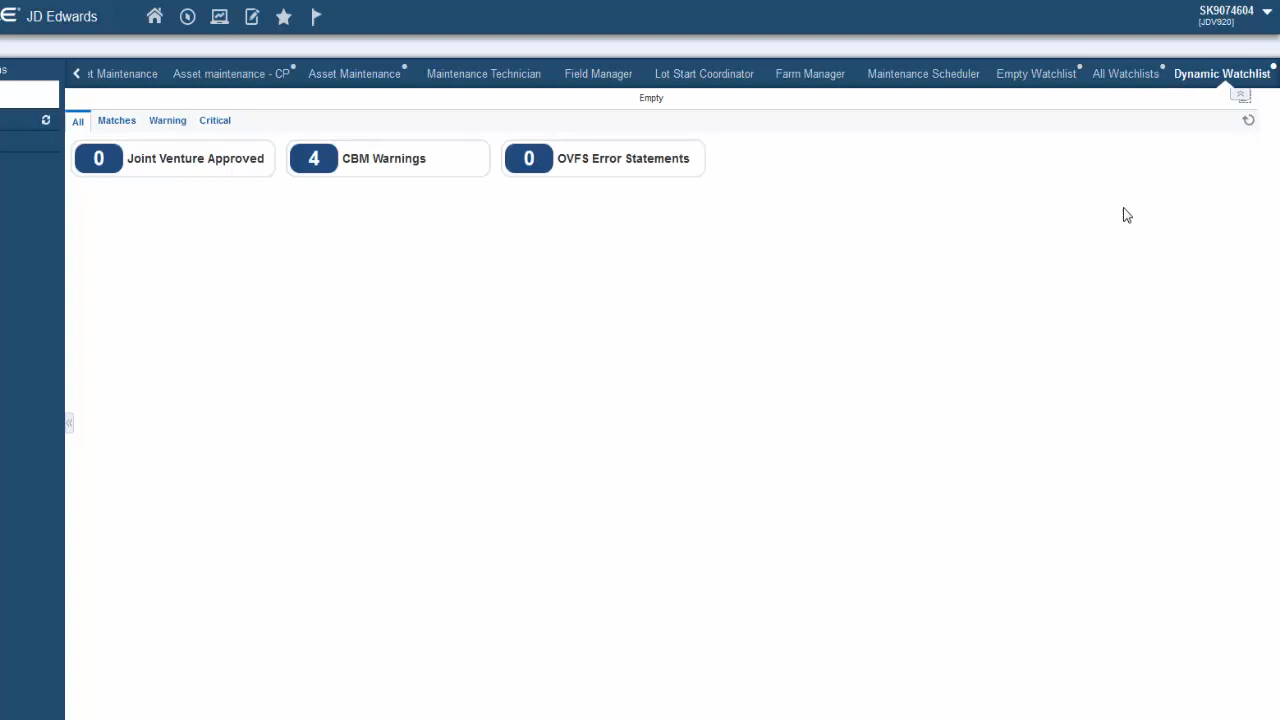 JD Edwards
SK9074604
[JDV920]
et Maintenance Asset maintenance - CP Asset Maintenance Maintenance Technician Field Manager Lot Start Coordinator Farm Manager Maintenance Scheduler Empty Watchlist All Watchlists Dynamic Watchlist
Empty
All Matches Warning Critical
0 Joint Venture Approved 4 CBM Warnings 0 OVFS Error Statements